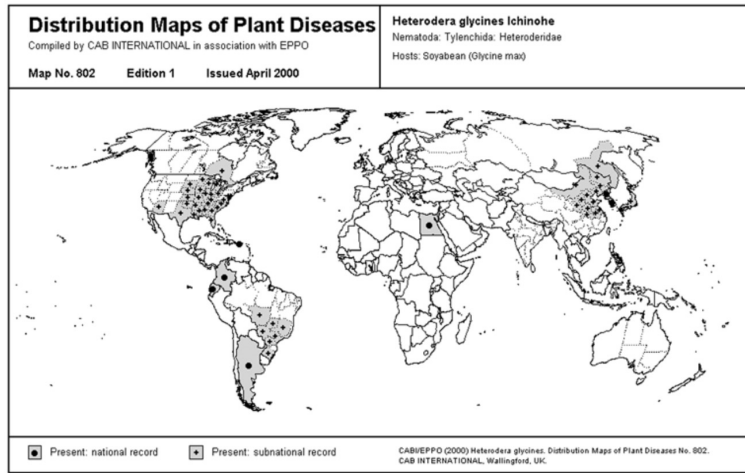 Distribution Maps of Plant Diseases
Compiled by CAB INTERNATIONAL in association with EPPO
Map No. 802 Edition 1 Issued April 2000
Heterodera glycines Ichinohe
Nematoda: Tylenchida: Heteroderidae
Hosts: Soyabean (Glycine max)
Present: national record Present: subnational record
CABI/EPPO (2000) Heterodera glycines. Distribution Maps of Plant Diseases No. 802.
CAB INTERNATIONAL, Wallingford, UK.